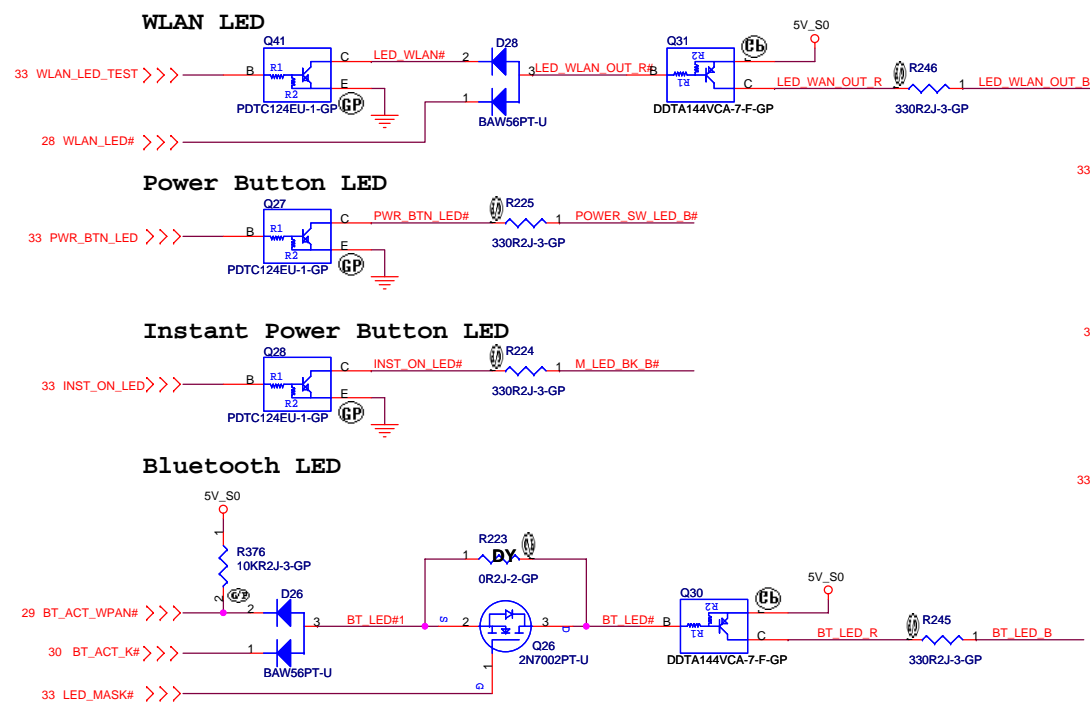 WLAN LED
5V_S0
Q41
D28
Q31
R246
33 WLAN_LED_TEST
B
R1
R2
C
E
LED_WLAN#
2
3
1
LED_WLAN_OUT_R#
B
R2
R1
C
LED_WAN_OUT_R
1
LED_WLAN_OUT_B
PDTC124EU-1-GP
GP
BAW56PT-U
DDTA144VCA-7-F-GP
330R2J-3-GP
28 WLAN_LED#
33
Power Button LED
Q27
R225
33 PWR_BTN_LED
B
R1
R2
C
E
PWR_BTN_LED#
1
POWER_SW_LED_B#
330R2J-3-GP
PDTC124EU-1-GP
GP
Instant Power Button LED
3
Q28
R224
33 INST_ON_LED
B
R1
R2
C
E
INST_ON_LED#
1
M_LED_BK_B#
330R2J-3-GP
PDTC124EU-1-GP
GP
Bluetooth LED
33
5V_S0
1
R376
10KR2J-3-GP
2
R223
1
DY
0R2J-2-GP
5V_S0
29 BT_ACT_WPAN#
2
D26
3
BT_LED#1
S
2
3
D
BT_LED#
Q30
B
R2
R1
C
BT_LED_R
R245
1
BT_LED_B
30 BT_ACT_K#
1
BAW56PT-U
1
G
Q26
2N7002PT-U
DDTA144VCA-7-F-GP
330R2J-3-GP
33 LED_MASK#